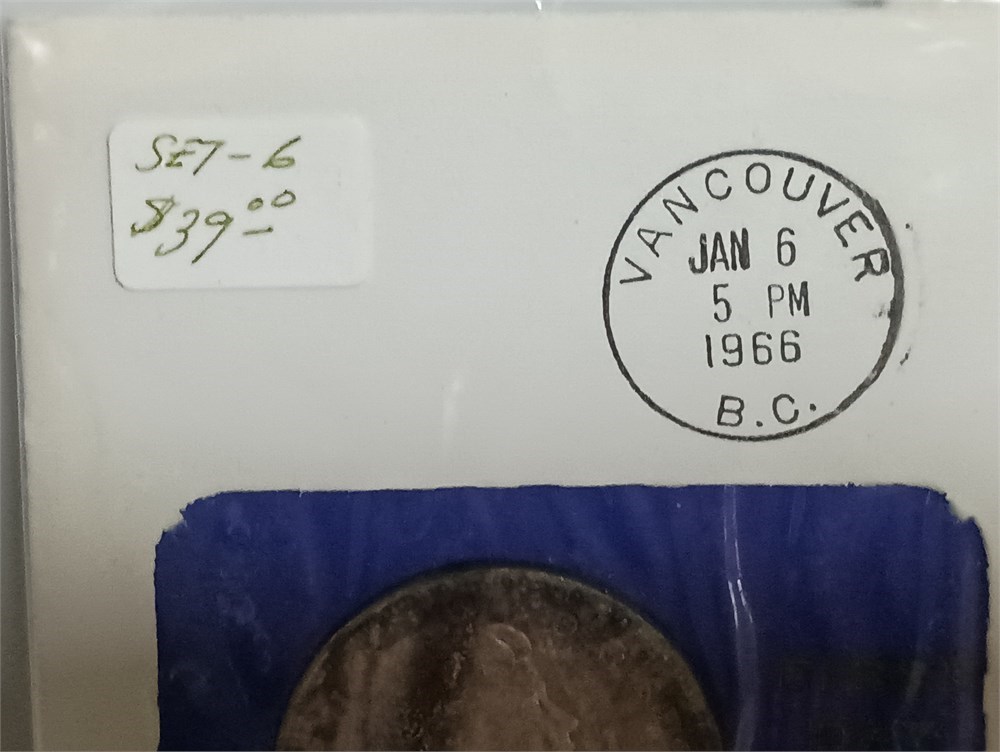 SET-6
$39.00
VANCOUVER
JAN 6
5 PM
1966
B.C.